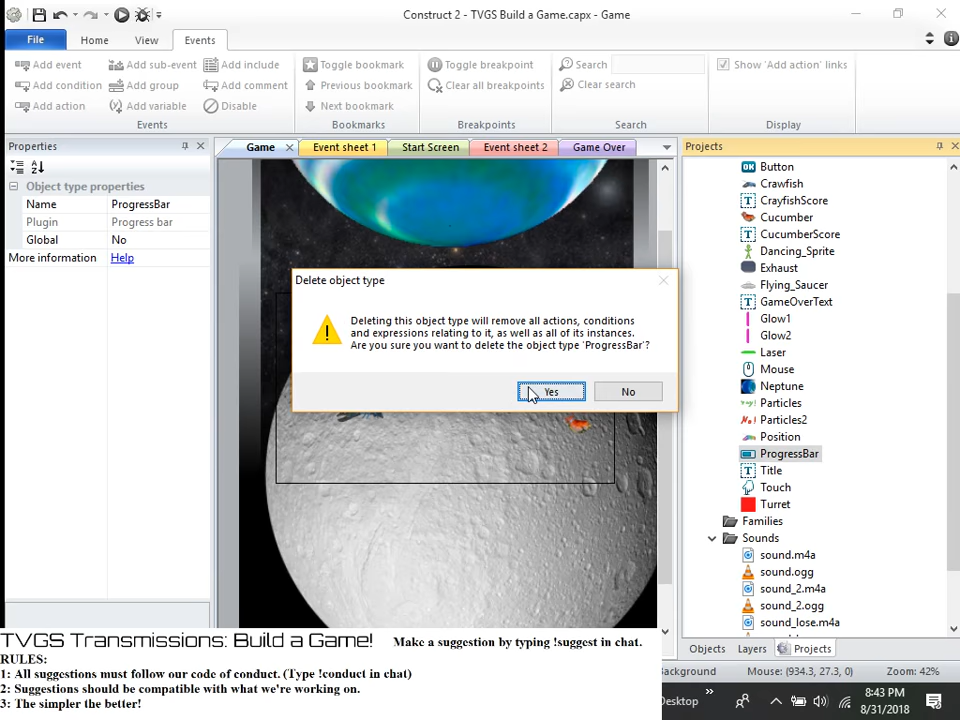 Construct 2 - TVGS Build a Game.capx - Game
File Home View Events
Add event Add sub-event Add include Toggle bookmark Toggle breakpoint Search Show 'Add action' links
Add condition Add group Add comment Previous bookmark Clear all breakpoints Clear search
Add action Add variable Disable Next bookmark
Events Bookmarks Breakpoints Search Display
Properties
Game Event sheet 1 Start Screen Event sheet 2 Game Over
Projects
Object type properties
Name ProgressBar
Plugin Progress bar
Global No
More information Help
Delete object type
Deleting this object type will remove all actions, conditions
and expressions relating to it, as well as all of its instances.
Are you sure you want to delete the object type 'ProgressBar'?
Yes No
OK Button
Crawfish
T CrayfishScore
Cucumber
T CucumberScore
Dancing_Sprite
Exhaust
Flying_Saucer
T GameOverText
Glow1
Glow2
Laser
Mouse
Neptune
Particles
Particles2
Position
ProgressBar
T Title
Touch
Turret
Families
Sounds
sound.m4a
sound.ogg
sound_2.m4a
sound_2.ogg
sound_lose.m4a
Objects Layers Projects
ackground Mouse: (934.3, 27.3, 0) Zoom: 42%
TVGS Transmissions: Build a Game! Make a suggestion by typing !suggest in chat.
RULES:
1: All suggestions must follow our code of conduct. (Type !conduct in chat)
2: Suggestions should be compatible with what we're working on.
3: The simpler the better!
Desktop
8:43 PM
8/31/2018